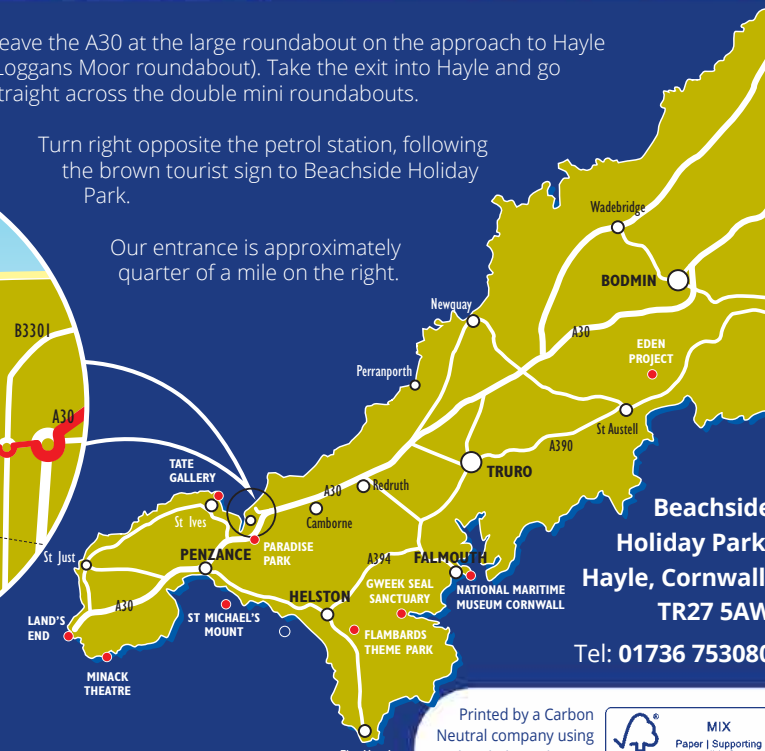 eave the A30 at the large roundabout on the approach to Hayle
Loggans Moor roundabout). Take the exit into Hayle and go
traight across the double mini roundabouts.
Turn right opposite the petrol station, following
the brown tourist sign to Beachside Holiday
Park.
Our entrance is approximately
quarter of a mile on the right.
Wadebridge
BODMIN
Newquay
A30
EDEN
PROJECT
B3301
Perranporth
A30
St Austell
A390
TATE
GALLERY
TRURO
A30
Redruth
St Ives
Camborne
Beachside
Holiday Park
Hayle, Cornwall
TR27 5AW
Tel: 01736 753080
St Just
PENZANCE
PARADISE
PARK
A394
FALMOUTH
GWEEK SEAL
SANCTUARY
NATIONAL MARITIME
MUSEUM CORNWALL
HELSTON
A30
LAND'S
END
ST MICHAEL'S
MOUNT
FLAMBARDS
THEME PARK
MINACK
THEATRE
Printed by a Carbon
Neutral company using
MIX
Paper | Supporting